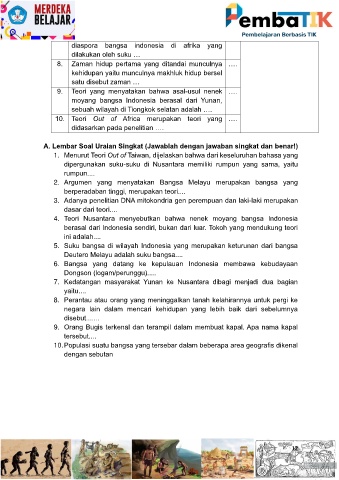 MERDEKA
BELAJAR
PembaTIK
Pembelajaran Berbasis TIK
diaspora bangsa indonesia di afrika yang
dilakukan oleh suku ....
8. Zaman hidup pertama yang ditandai munculnya ....
kehidupan yaitu munculnya makhluk hidup bersel
satu disebut zaman ....
9. Teori yang menyatakan bahwa asal-usul nenek ....
moyang bangsa Indonesia berasal dari Yunan,
sebuah wilayah di Tiongkok selatan adalah ....
10. Teori Out of Africa merupakan teori yang ....
didasarkan pada penelitian ....
A. Lembar Soal Uraian Singkat (Jawablah dengan jawaban singkat dan benar!)
1. Menurut Teori Out of Taiwan, dijelaskan bahwa dari keseluruhan bahasa yang
dipergunakan suku-suku di Nusantara memiliki rumpun yang sama, yaitu
rumpun....
2. Argumen yang menyatakan Bangsa Melayu merupakan bangsa yang
berperadaban tinggi, merupakan teori....
3. Adanya penelitian DNA mitokondria gen perempuan dan laki-laki merupakan
dasar dari teori....
4. Teori Nusantara menyebutkan bahwa nenek moyang bangsa Indonesia
berasal dari Indonesia sendiri, bukan dari luar. Tokoh yang mendukung teori
ini adalah....
5. Suku bangsa di wilayah Indonesia yang merupakan keturunan dari bangsa
Deutero Melayu adalah suku bangsa....
6. Bangsa yang datang ke kepulauan Indonesia membawa kebudayaan
Dongson (logam/perunggu).....
7. Kedatangan masyarakat Yunan ke Nusantara dibagi menjadi dua bagian
yaitu....
8. Perantau atau orang yang meninggalkan tanah kelahirannya untuk pergi ke
negara lain dalam mencari kehidupan yang lebih baik dari sebelumnya
disebut.......
9. Orang Bugis terkenal dan terampil dalam membuat kapal. Apa nama kapal
tersebut....
10. Populasi suatu bangsa yang tersebar dalam beberapa area geografis dikenal
dengan sebutan